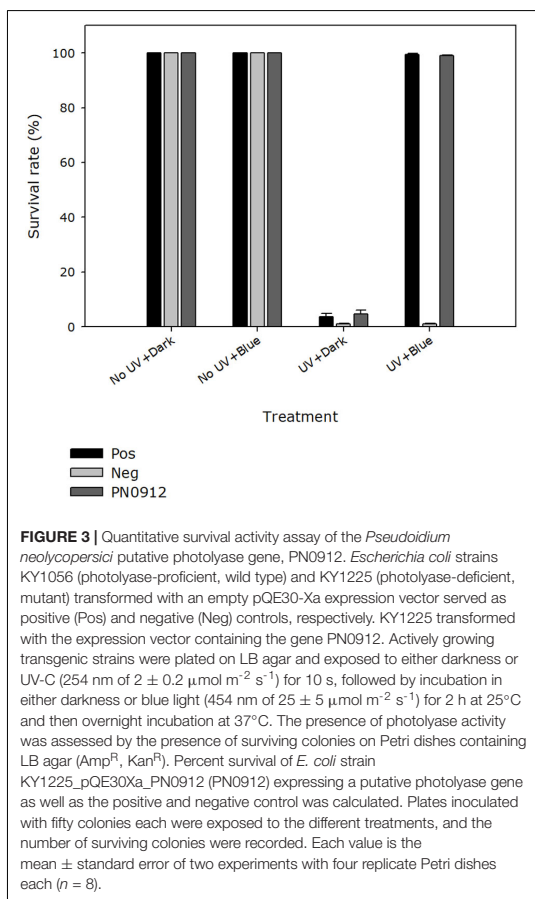 100
80
60
40
20
0
Survival rate (%)
No UV+Dark
No UV+Blue
UV+Dark
UV+Blue
Treatment
Pos
Neg
PN0912
FIGURE 3 | Quantitative survival activity assay of the Pseudoidium
neolycopersici putative photolyase gene, PN0912. Escherichia coli strains
KY1056 (photolyase-proficient, wild type) and KY1225 (photolyase-deficient,
mutant) transformed with an empty pQE30-Xa expression vector served as
positive (Pos) and negative (Neg) controls, respectively. KY1225 transformed
with the expression vector containing the gene PN0912. Actively growing
transgenic strains were plated on LB agar and exposed to either darkness or
UV-C (254 nm of 2 ± 0.2 μmol m⁻² s⁻¹) for 10 s, followed by incubation in
either darkness or blue light (454 nm of 25 ± 5 μmol m⁻² s⁻¹) for 2 h at 25°C
and then overnight incubation at 37°C. The presence of photolyase activity
was assessed by the presence of surviving colonies on Petri dishes containing
LB agar (Ampᴿ, Kanᴿ). Percent survival of E. coli strain
KY1225_pQE30Xa_PN0912 (PN0912) expressing a putative photolyase gene
as well as the positive and negative control was calculated. Plates inoculated
with fifty colonies each were exposed to the different treatments, and the
number of surviving colonies were recorded. Each value is the
mean ± standard error of two experiments with four replicate Petri dishes
each (n = 8).